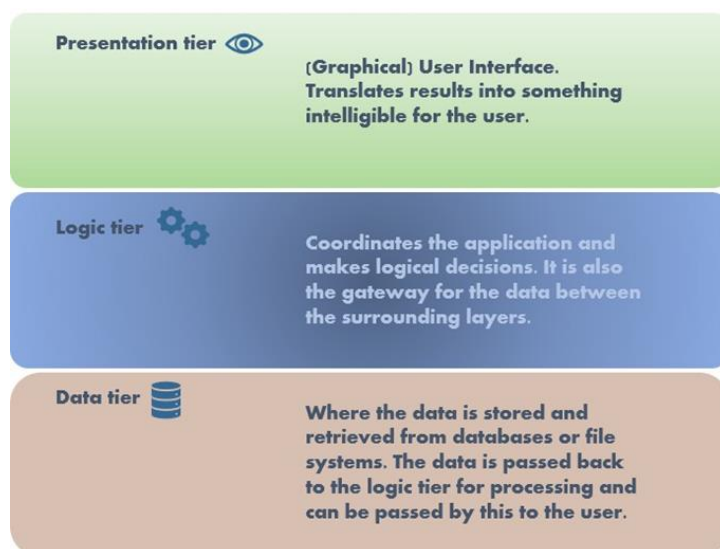 Presentation tier
(Graphical) User Interface.
Translates results into something
intelligible for the user.
Logic tier
Coordinates the application and
makes logical decisions. It is also
the gateway for the data between
the surrounding layers.
Data tier
Where the data is stored and
retrieved from databases or file
systems. The data is passed back
to the logic tier for processing and
can be passed by this to the user.